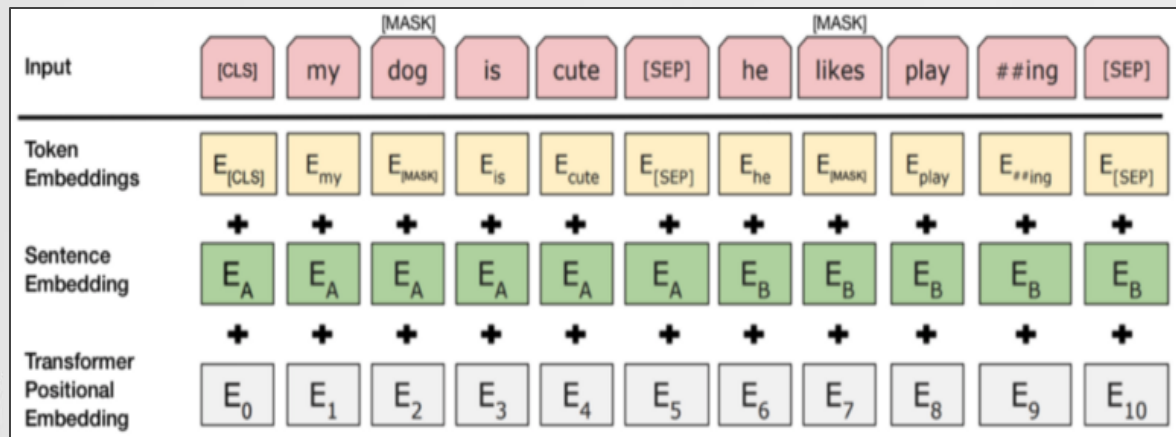 [MASK] [MASK]
Input [CLS] my dog is cute [SEP] he likes play ##ing [SEP]
Token
Embeddings
E[CLS] Emy E[MASK] Eis Ecute E[SEP] Ehe E[MASK] Eplay E##ing E[SEP]
+ + + + + + + + + + +
Sentence
Embedding
EA EA EA EA EA EA EB EB EB EB EB
+ + + + + + + + + + +
Transformer
Positional
Embedding
E0 E1 E2 E3 E4 E5 E6 E7 E8 E9 E10